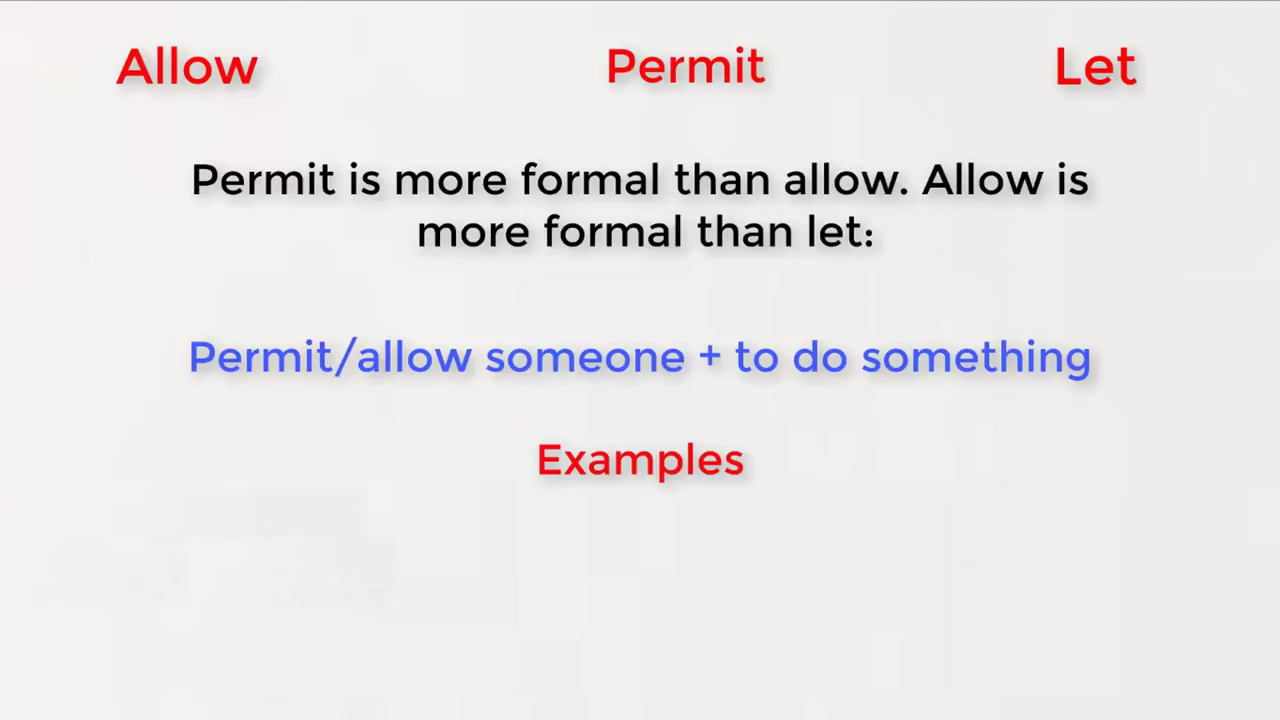 Allow Permit Let
Permit is more formal than allow. Allow is
more formal than let:
Permit/allow someone + to do something
Examples